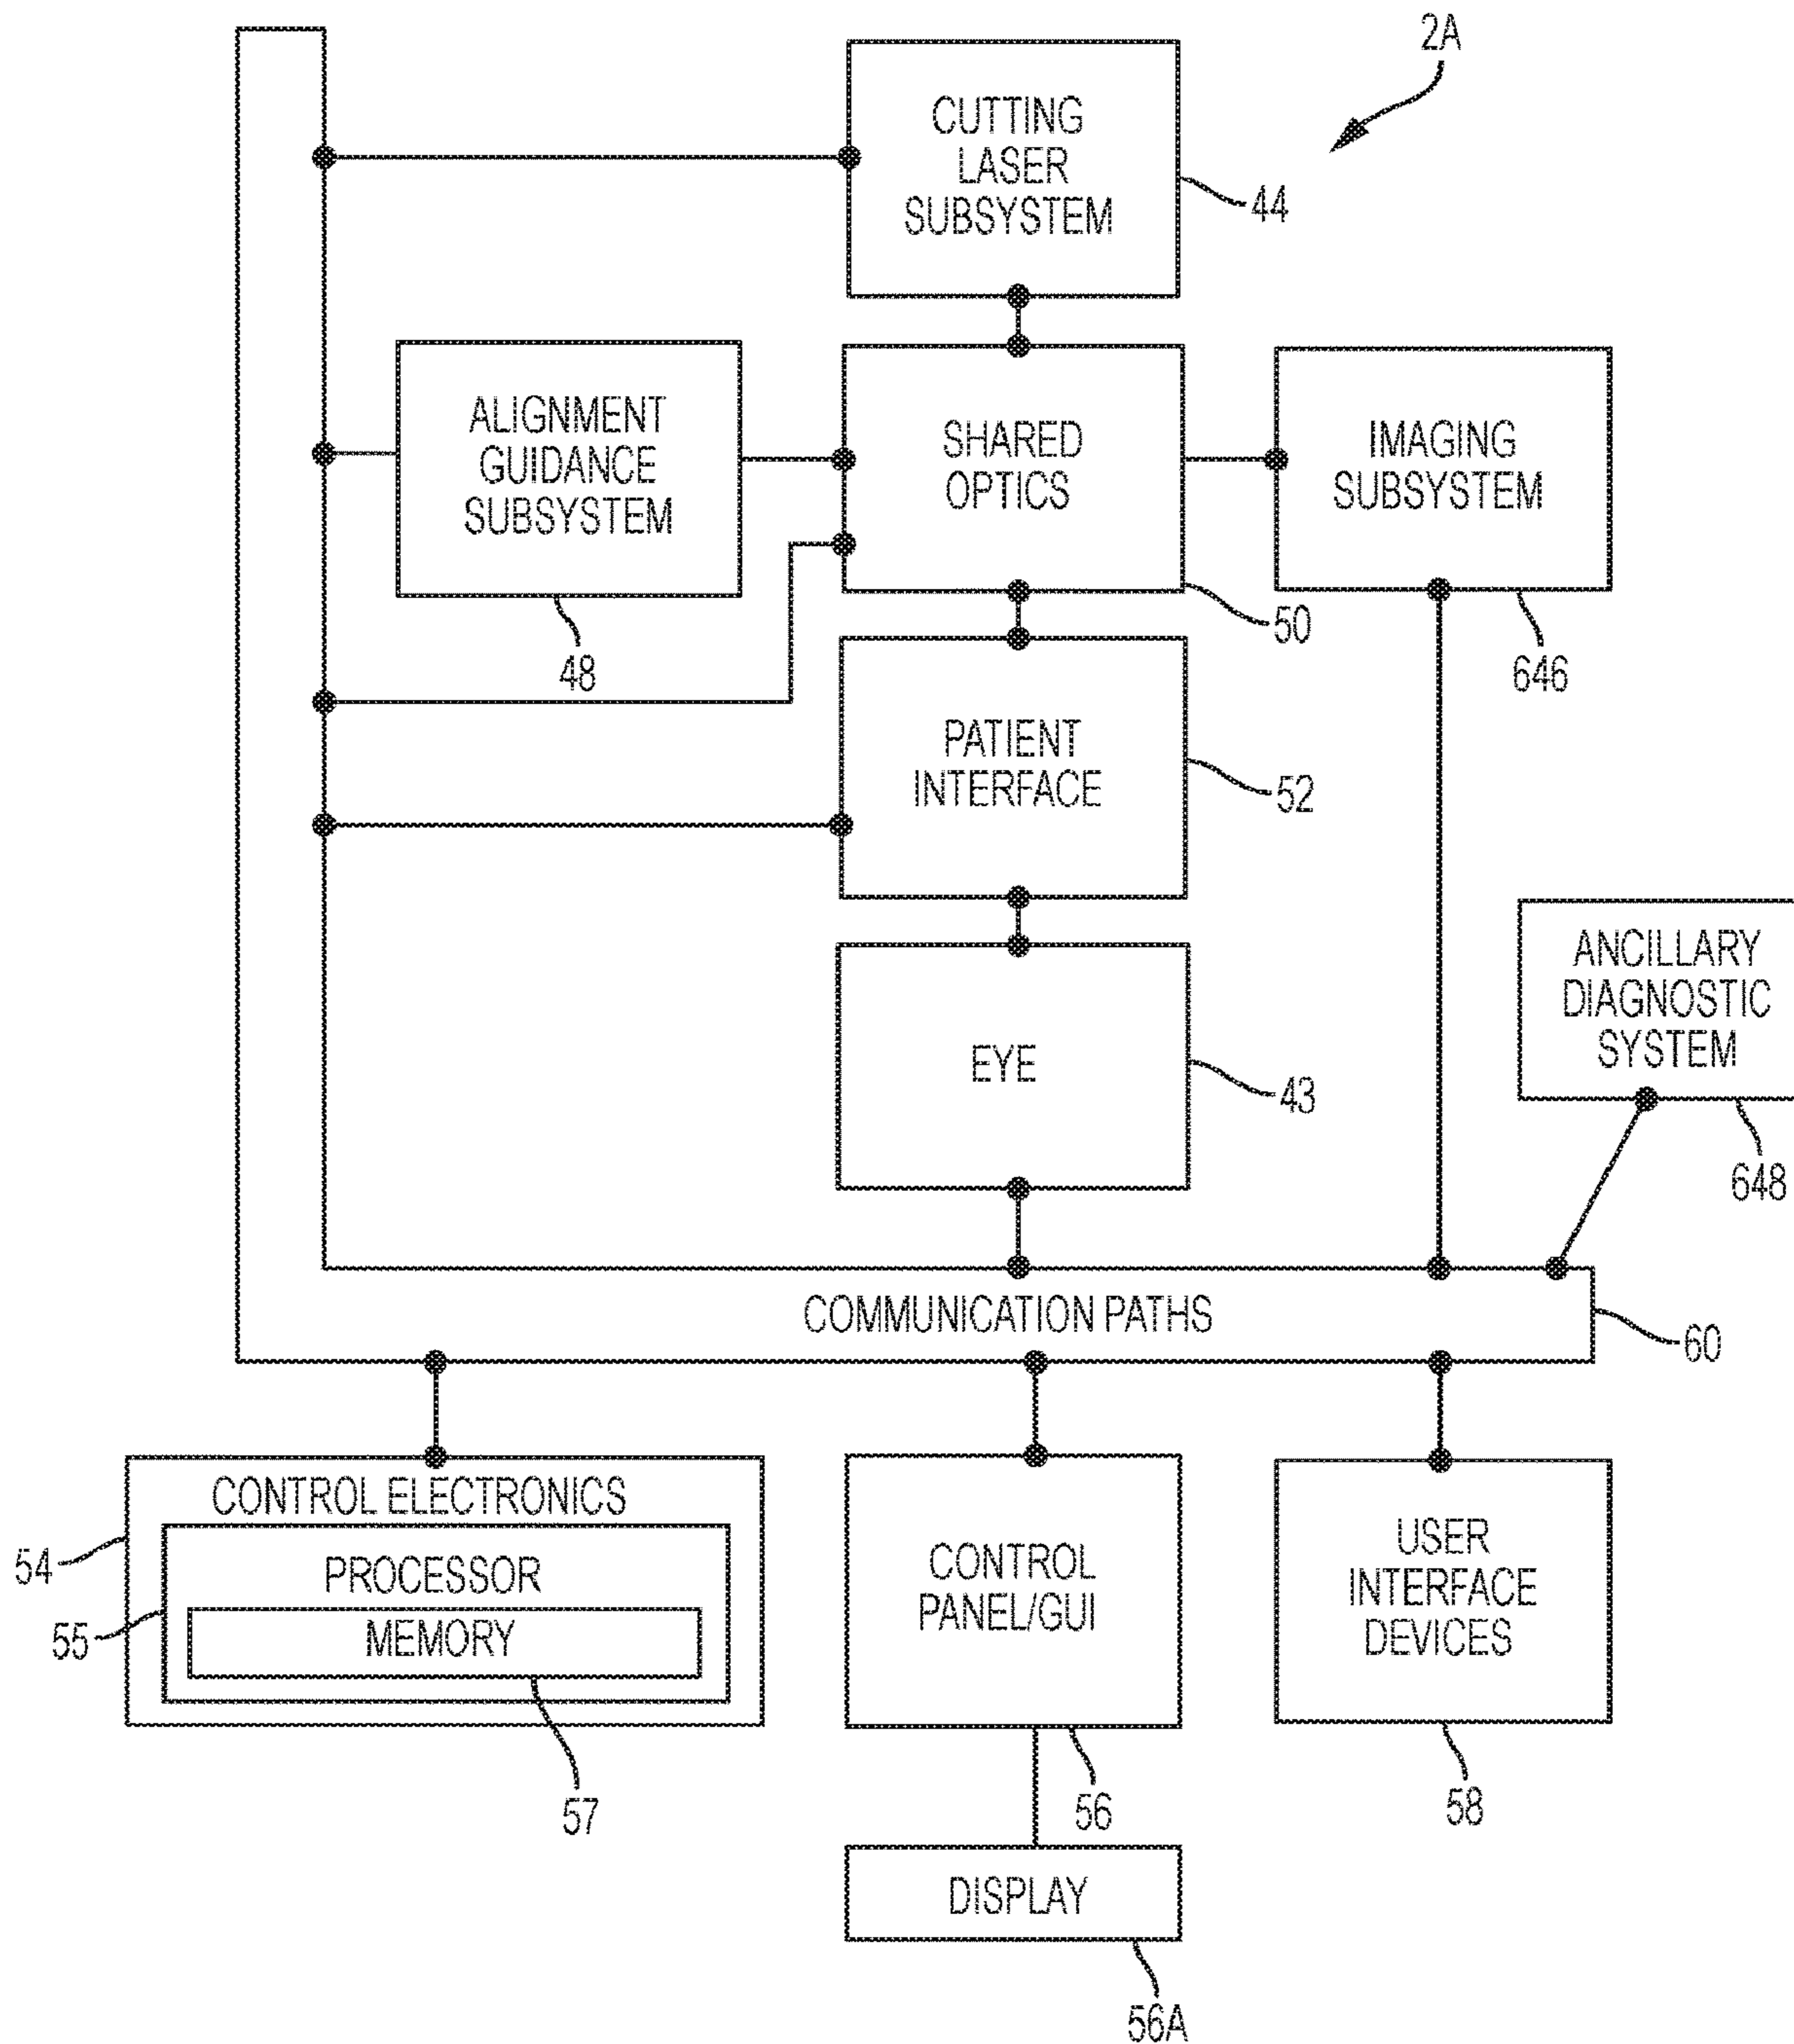 2A
CUTTING
LASER
SUBSYSTEM
44
ALIGNMENT
GUIDANCE
SUBSYSTEM
48
SHARED
OPTICS
50
IMAGING
SUBSYSTEM
646
PATIENT
INTERFACE
52
EYE
43
ANCILLARY
DIAGNOSTIC
SYSTEM
648
COMMUNICATION PATHS
60
CONTROL ELECTRONICS
54
PROCESSOR
55
MEMORY
57
CONTROL
PANEL/GUI
56
USER
INTERFACE
DEVICES
58
DISPLAY
56A